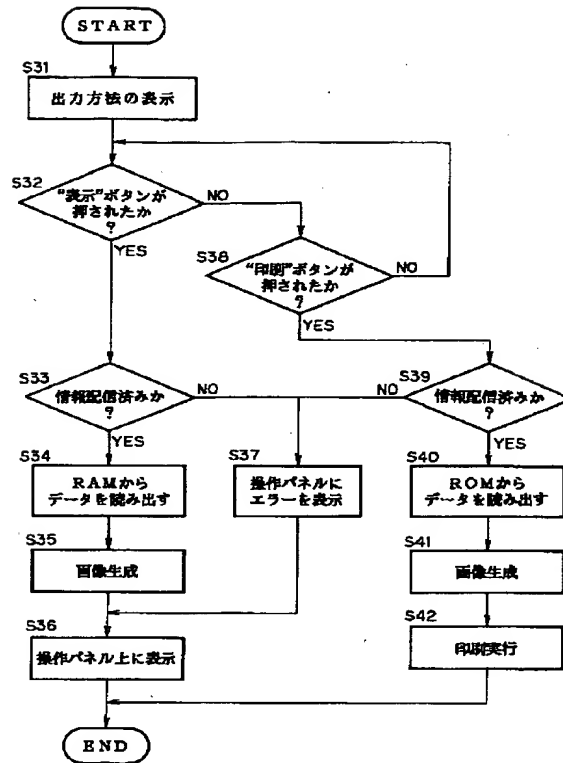 START
S31
出力方法の表示
S32
“表示”ボタンが
押されたか
?
NO
YES
S38
“印刷”ボタンが
押されたか
?
NO
YES
S33
情報配信済みか
?
NO
YES
S39
情報配信済みか
?
NO
YES
S34
RAMから
データを読み出す
S37
操作パネルに
エラーを表示
S40
ROMから
データを読み出す
S35
画像生成
S41
画像生成
S36
操作パネル上に表示
S42
印刷実行
END